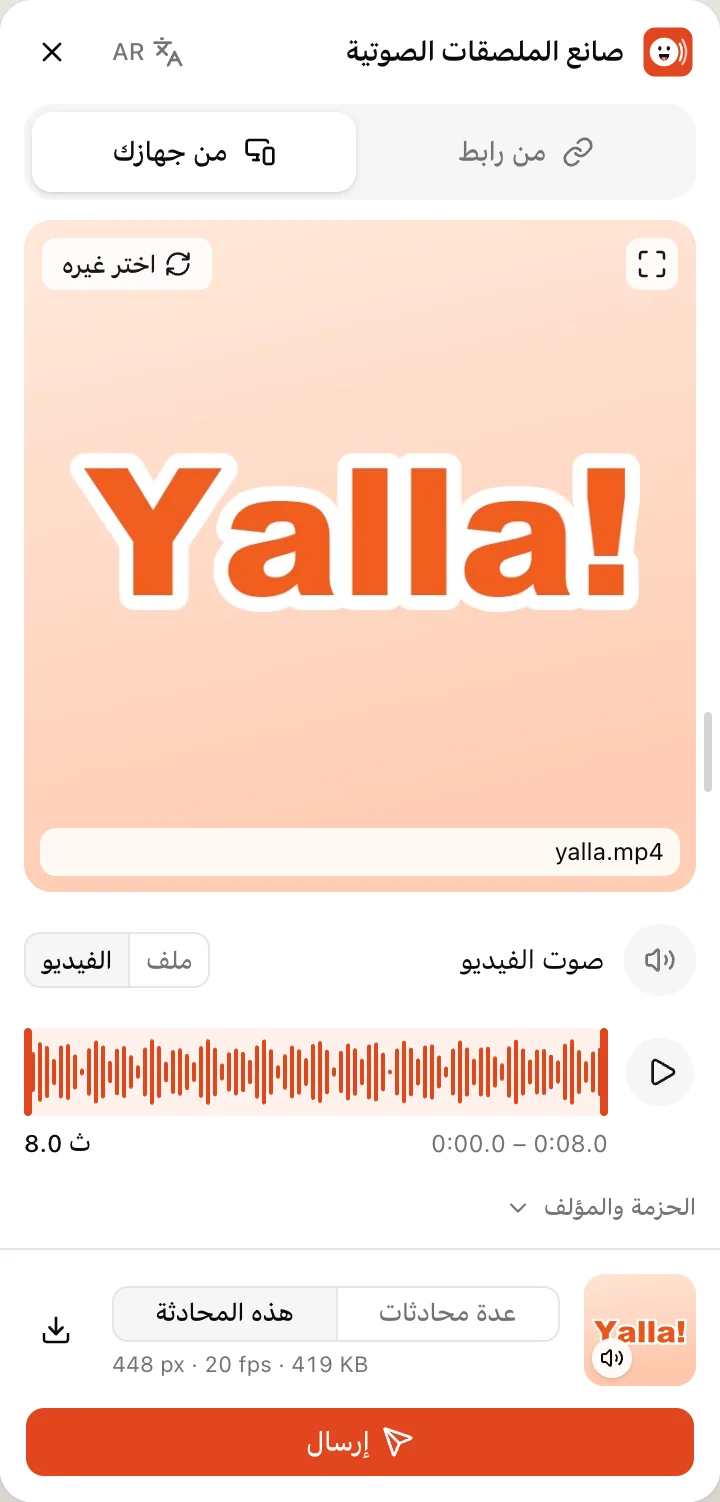 صانع الملصقات الصوتية
AR
من رابط
من جهازك
اختر غيره
Yalla!
yalla.mp4
صوت الفيديو
ملف
الفيديو
0:00.0 – 0:08.0
8.0 ث
الحزمة والمؤلف
Yalla!
عدة محادثات
هذه المحادثة
448 px · 20 fps · 419 KB
إرسال